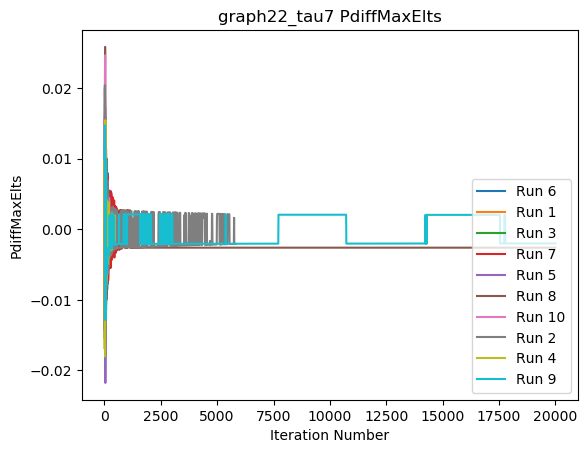 graph22_tau7 PdiffMaxElts
PdiffMaxElts
0.02
0.01
0.00
−0.01
−0.02
Run 6
Run 1
Run 3
Run 7
Run 5
Run 8
Run 10
Run 2
Run 4
Run 9
0 2500 5000 7500 10000 12500 15000 17500 20000
Iteration Number